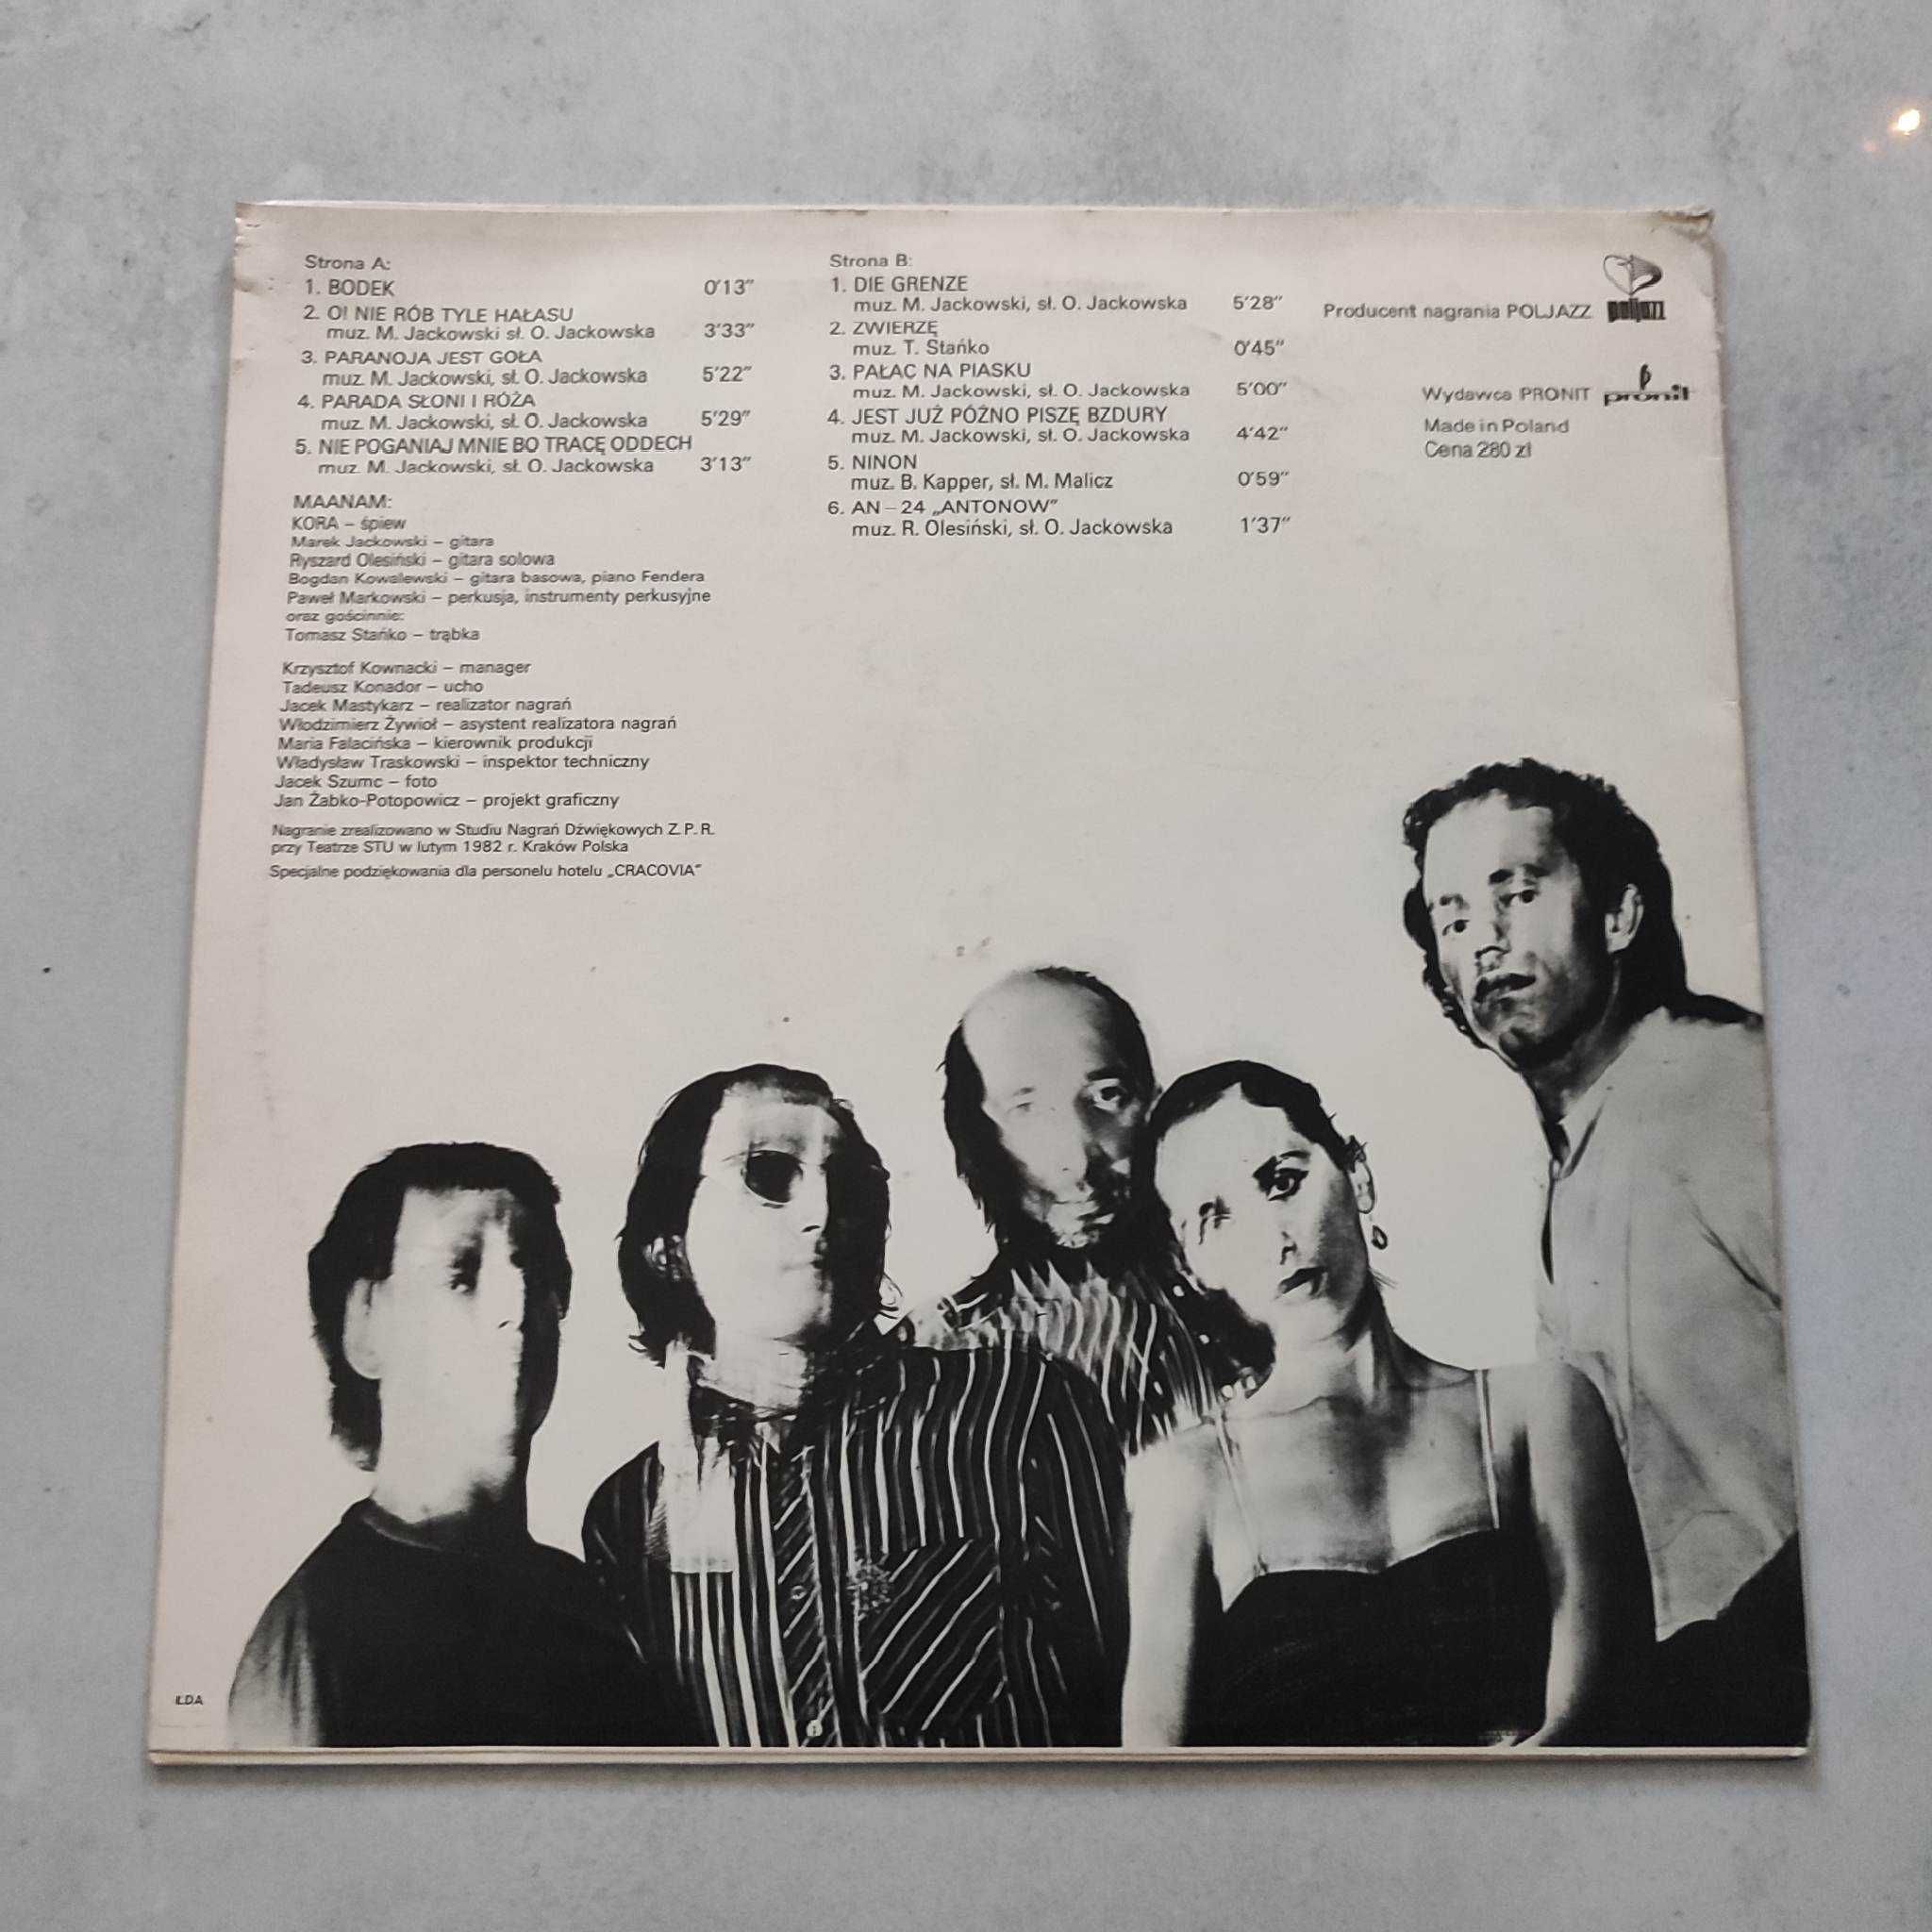 Strona A:
1. BODEK 0'13"
2. O! NIE RÓB TYLE HAŁASU
muz. M. Jackowski sł. O. Jackowska 3'33"
3. PARANOJA JEST GOŁA
muz. M. Jackowski, sł. O. Jackowska 5'22"
4. PARADA SŁONI I RÓŻA
muz. M. Jackowski, sł. O. Jackowska 5'29"
5. NIE POGANIAJ MNIE BO TRACĘ ODDECH
muz. M. Jackowski, sł. O. Jackowska 3'13"
MAANAM:
KORA – śpiew
Marek Jackowski – gitara
Ryszard Olesiński – gitara solowa
Bogdan Kowalewski – gitara basowa, piano Fendera
Paweł Markowski – perkusja, instrumenty perkusyjne
oraz gościnnie:
Tomasz Stańko – trąbka
Krzysztof Kownacki – manager
Tadeusz Konador – ucho
Jacek Mastykarz – realizator nagrań
Włodzimierz Żywioł – asystent realizatora nagrań
Maria Falacińska – kierownik produkcji
Władysław Traskowski – inspektor techniczny
Jacek Szumc – foto
Jan Żabko-Potopowicz – projekt graficzny
Nagranie zrealizowano w Studiu Nagrań Dźwiękowych Z.P.R.
przy Teatrze STU w lutym 1982 r. Kraków Polska
Specjalne podziękowania dla personelu hotelu „CRACOVIA"
Strona B:
1. DIE GRENZE
muz. M. Jackowski, sł. O. Jackowska 5'28"
2. ZWIERZĘ
muz. T. Stańko 0'45"
3. PAŁAC NA PIASKU
muz. M. Jackowski, sł. O. Jackowska 5'00"
4. JEST JUŻ PÓŹNO PISZĘ BZDURY
muz. M. Jackowski, sł. O. Jackowska 4'42"
5. NINON
muz. B. Kapper, sł. M. Malicz 0'59"
6. AN – 24 „ANTONOW"
muz. R. Olesiński, sł. O. Jackowska 1'37"
Producent nagrania POLJAZZ poljazz
Wydawca PRONIT pronit
Made in Poland
Cena 280 zł
ŁDA